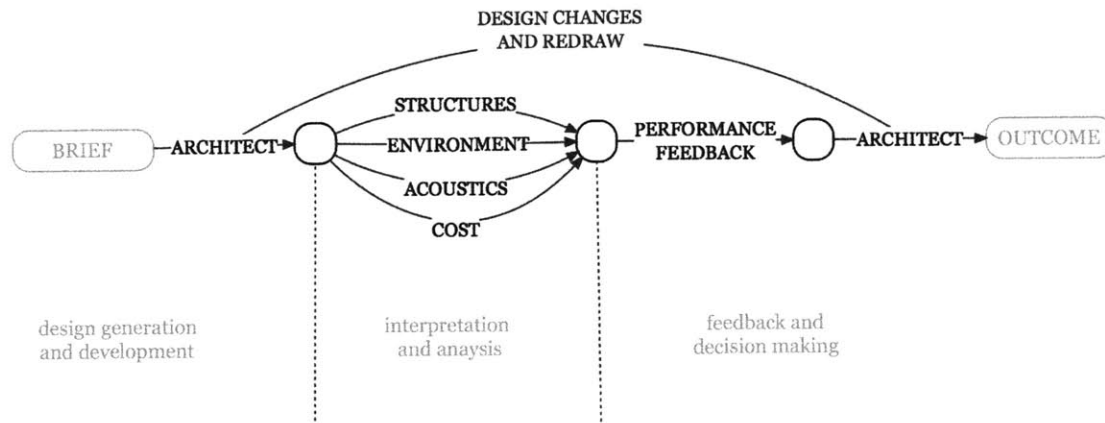 DESIGN CHANGES
AND REDRAW
STRUCTURES
BRIEF
ARCHITECT
ENVIRONMENT
PERFORMANCE
FEEDBACK
ARCHITECT
OUTCOME
ACOUSTICS
COST
design generation
and development
interpretation
and anaysis
feedback and
decision making